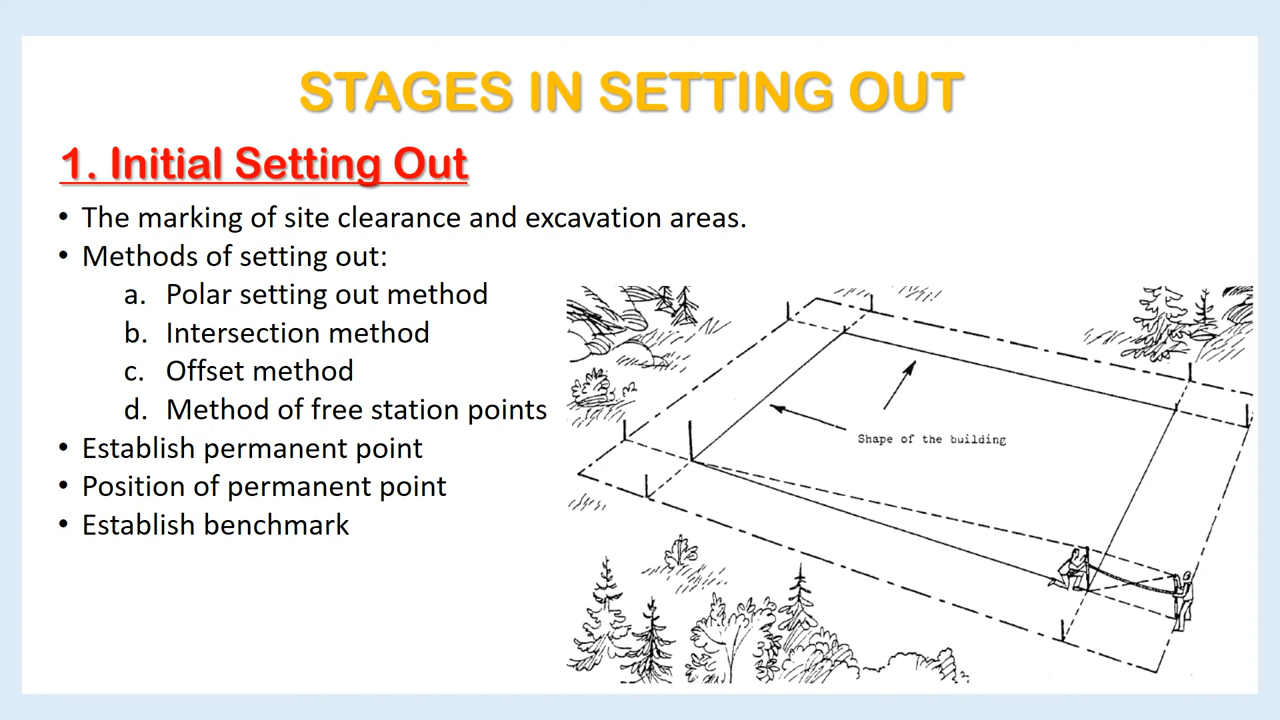 STAGES IN SETTING OUT
1. Initial Setting Out
• The marking of site clearance and excavation areas.
• Methods of setting out:
a. Polar setting out method
b. Intersection method
c. Offset method
d. Method of free station points
• Establish permanent point
• Position of permanent point
• Establish benchmark
Shape of the building